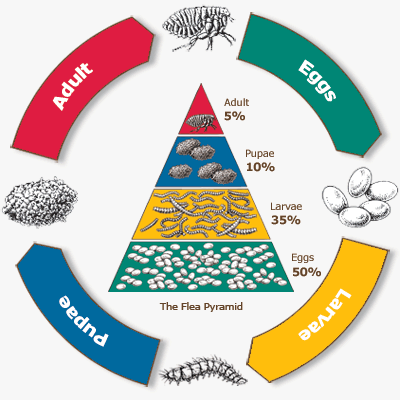 Adult
Eggs
Adult
5%
Pupae
10%
Larvae
35%
Eggs
50%
The Flea Pyramid
Pupae
Larvae